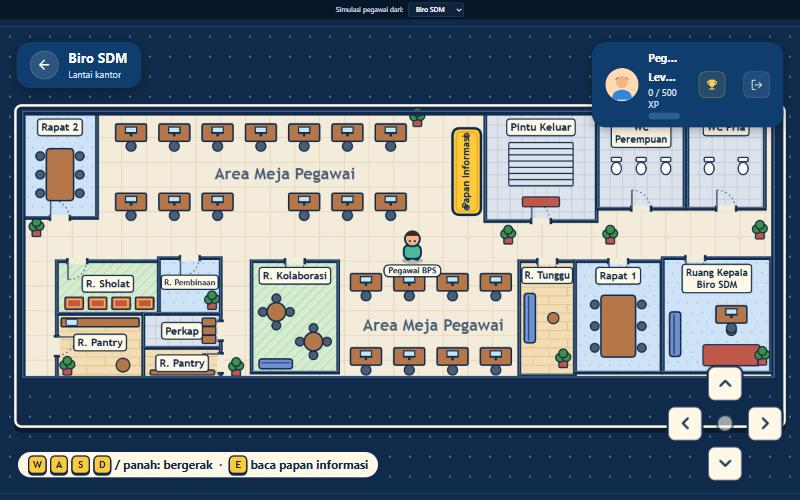 Simulasi pegawai dari: Biro SDM
Biro SDM
Lantai kantor
Peg...
Lev...
0 / 500
XP
Rapat 2
Area Meja Pegawai
Papan Informasi
Pintu Keluar
WC
Perempuan
WC Pria
Pegawai BPS
R. Sholat
R. Pembinaan
R. Kolaborasi
R. Tunggu
Rapat 1
Ruang Kepala
Biro SDM
R. Pantry
Perkap
R. Pantry
Area Meja Pegawai
W A S D / panah: bergerak · E baca papan informasi